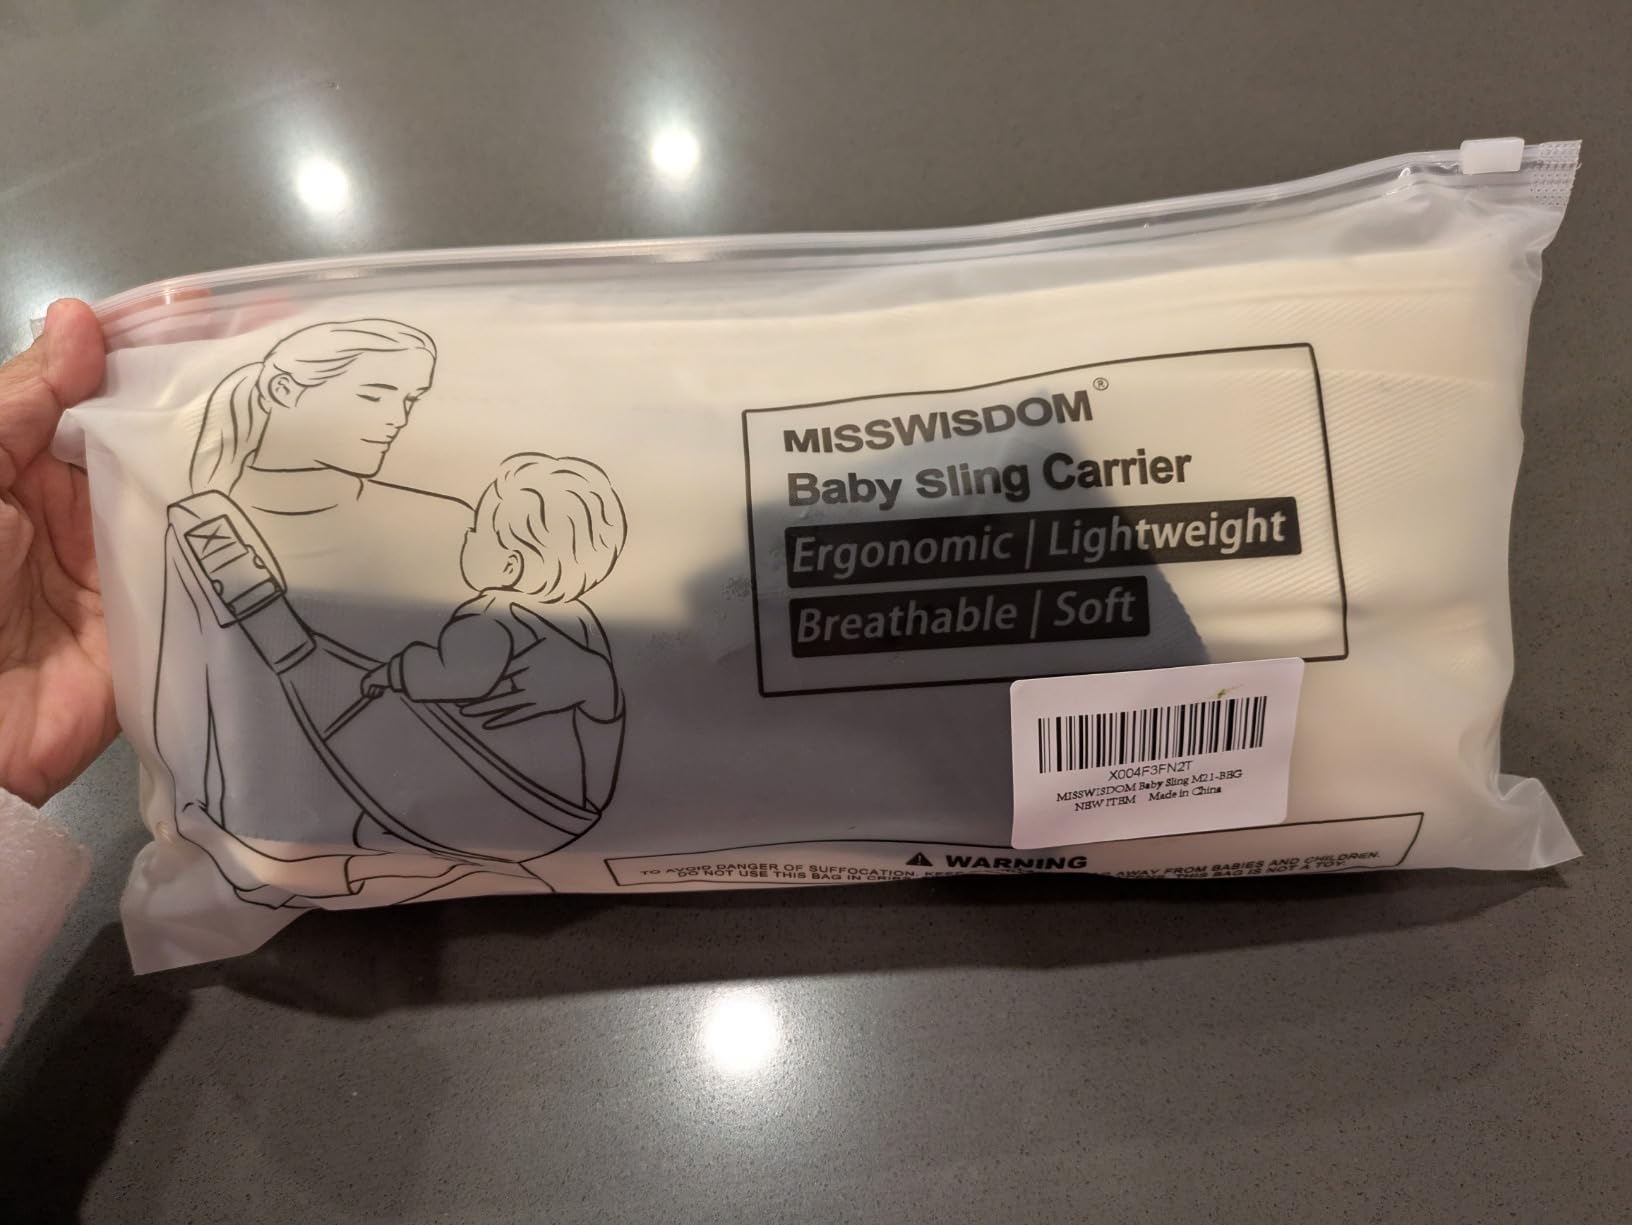 MISSWISDOM®
Baby Sling Carrier
Ergonomic | Lightweight
Breathable | Soft
X004F3FN2T
MISSWISDOM Baby Sling M21-BBG
NEW ITEM Made in China
WARNING
TO AVOID DANGER OF SUFFOCATION. KEEP AWAY FROM BABIES AND CHILDREN.
DO NOT USE THIS BAG IN CRIBS THIS BAG IS NOT A TOY.